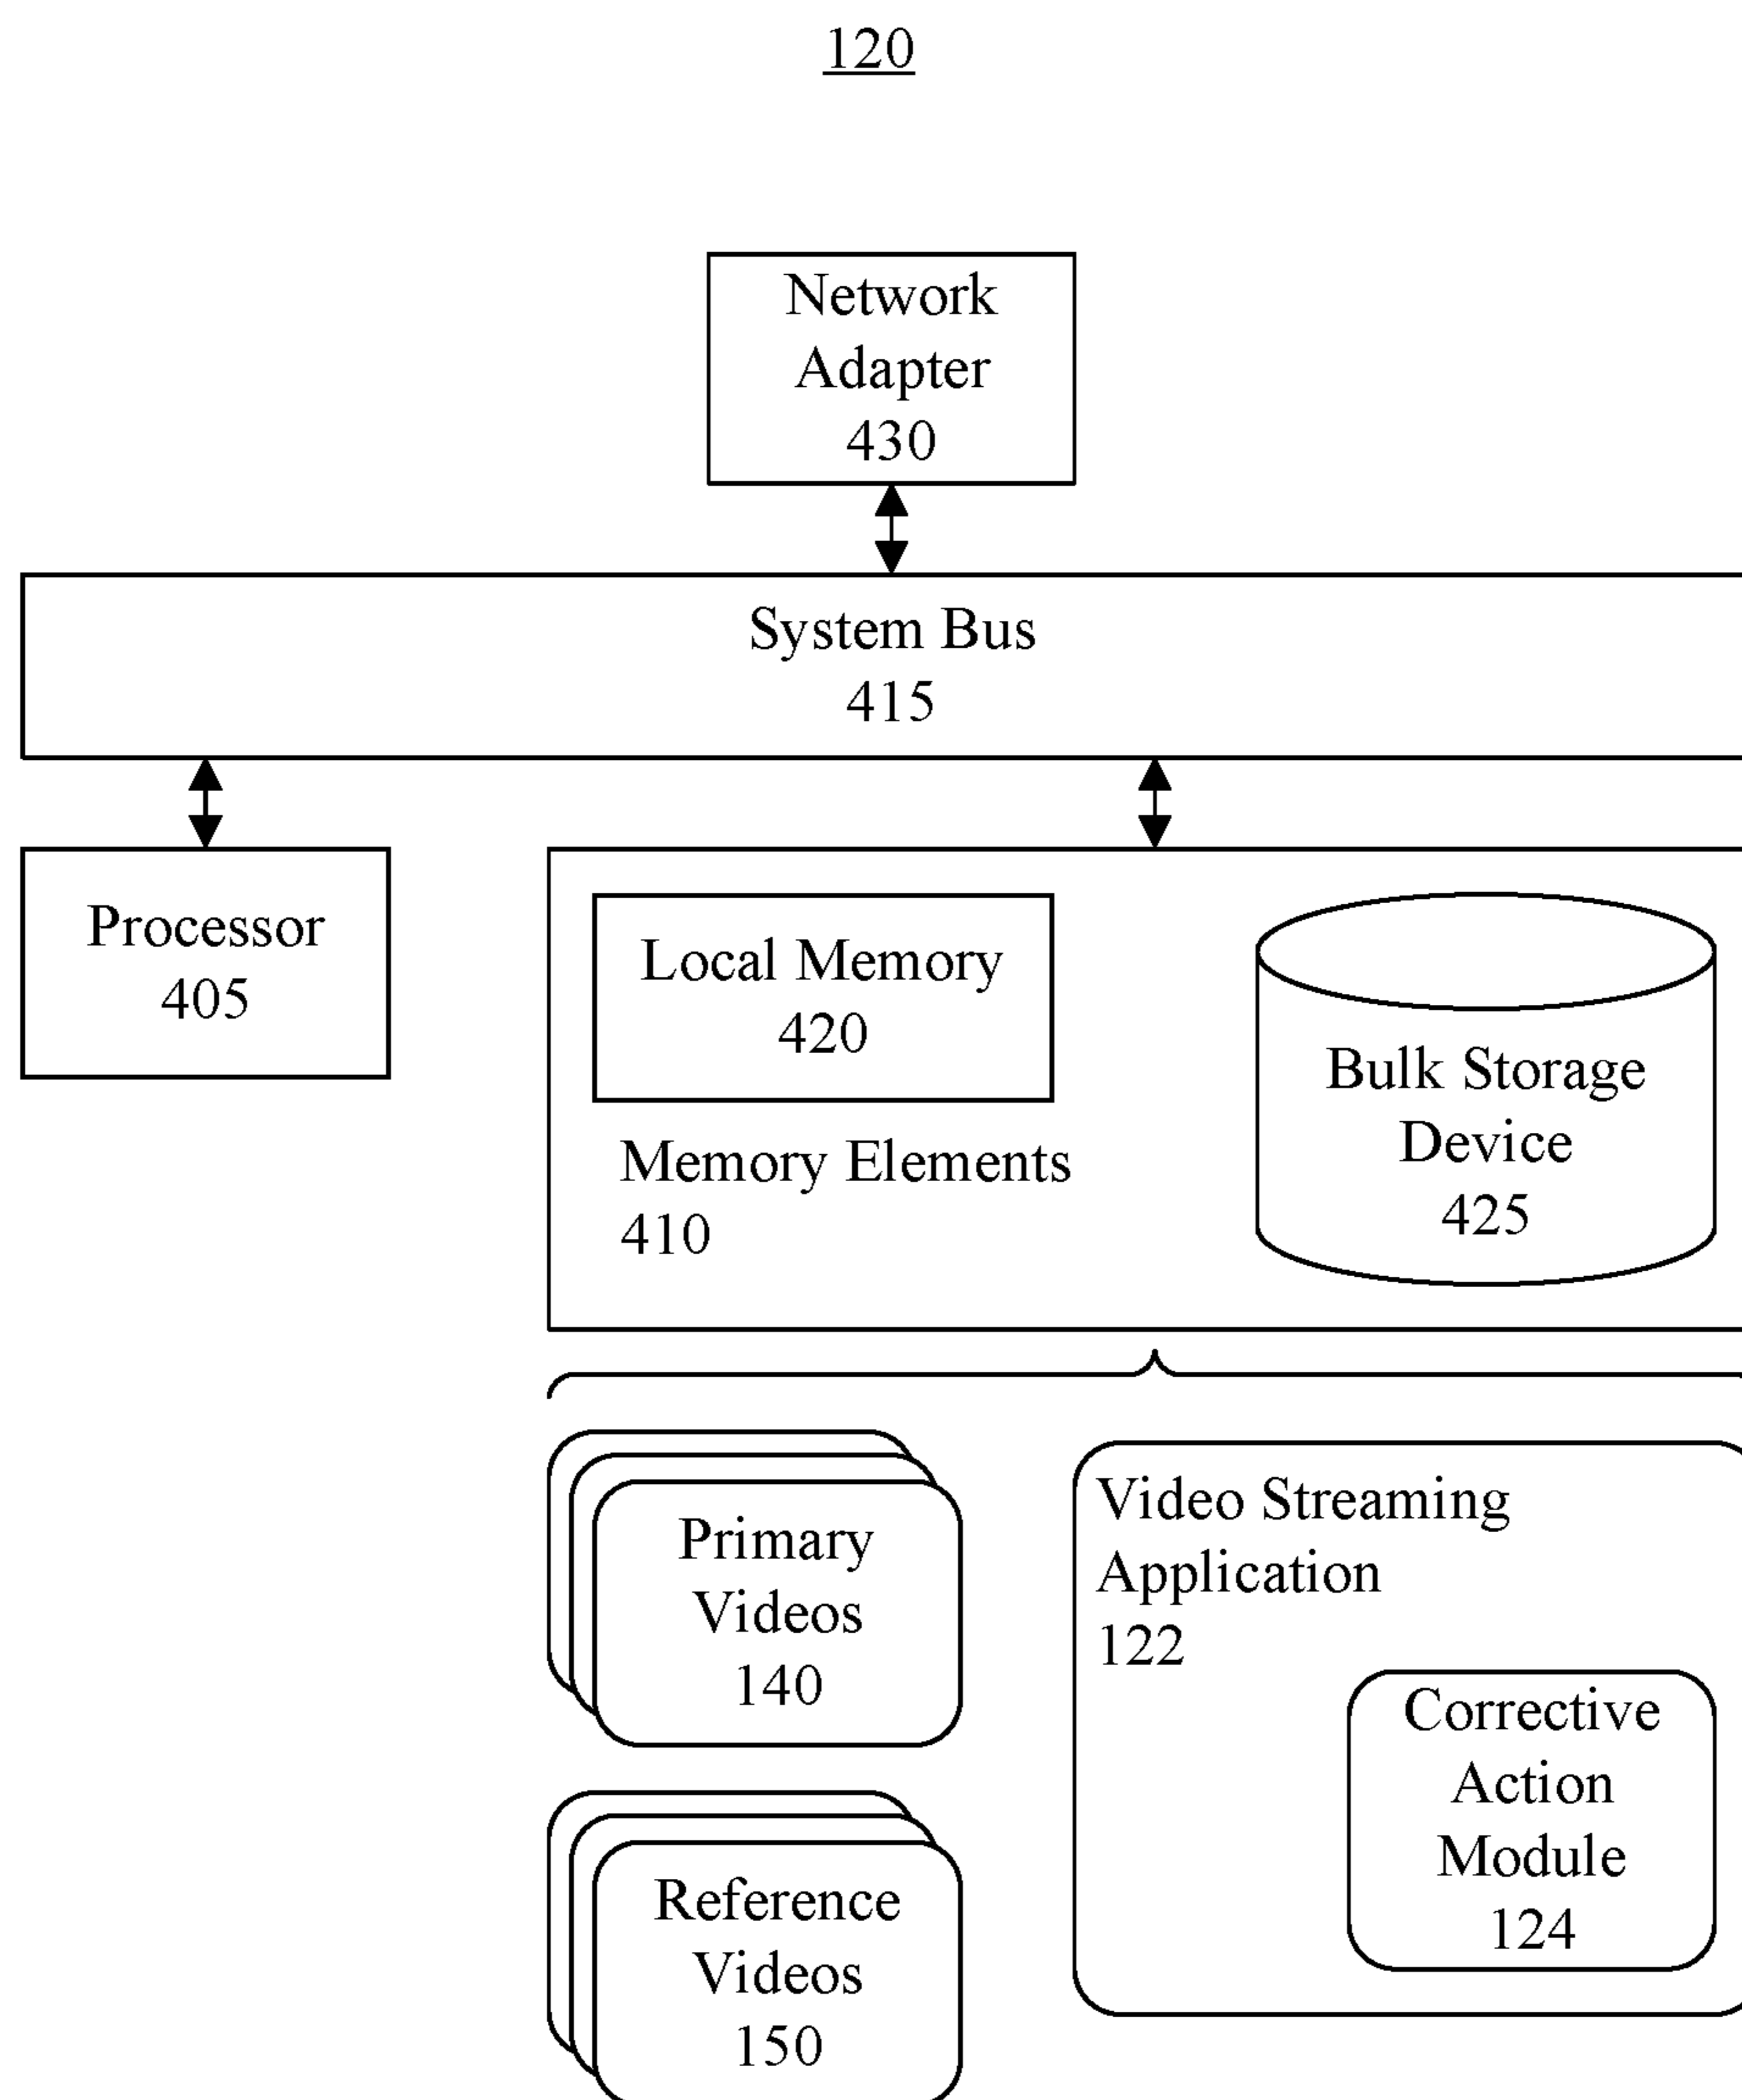 120
Network
Adapter
430
System Bus
415
Processor
405
Local Memory
420
Memory Elements
410
Bulk Storage
Device
425
Primary
Videos
140
Video Streaming
Application
122
Corrective
Action
Module
124
Reference
Videos
150